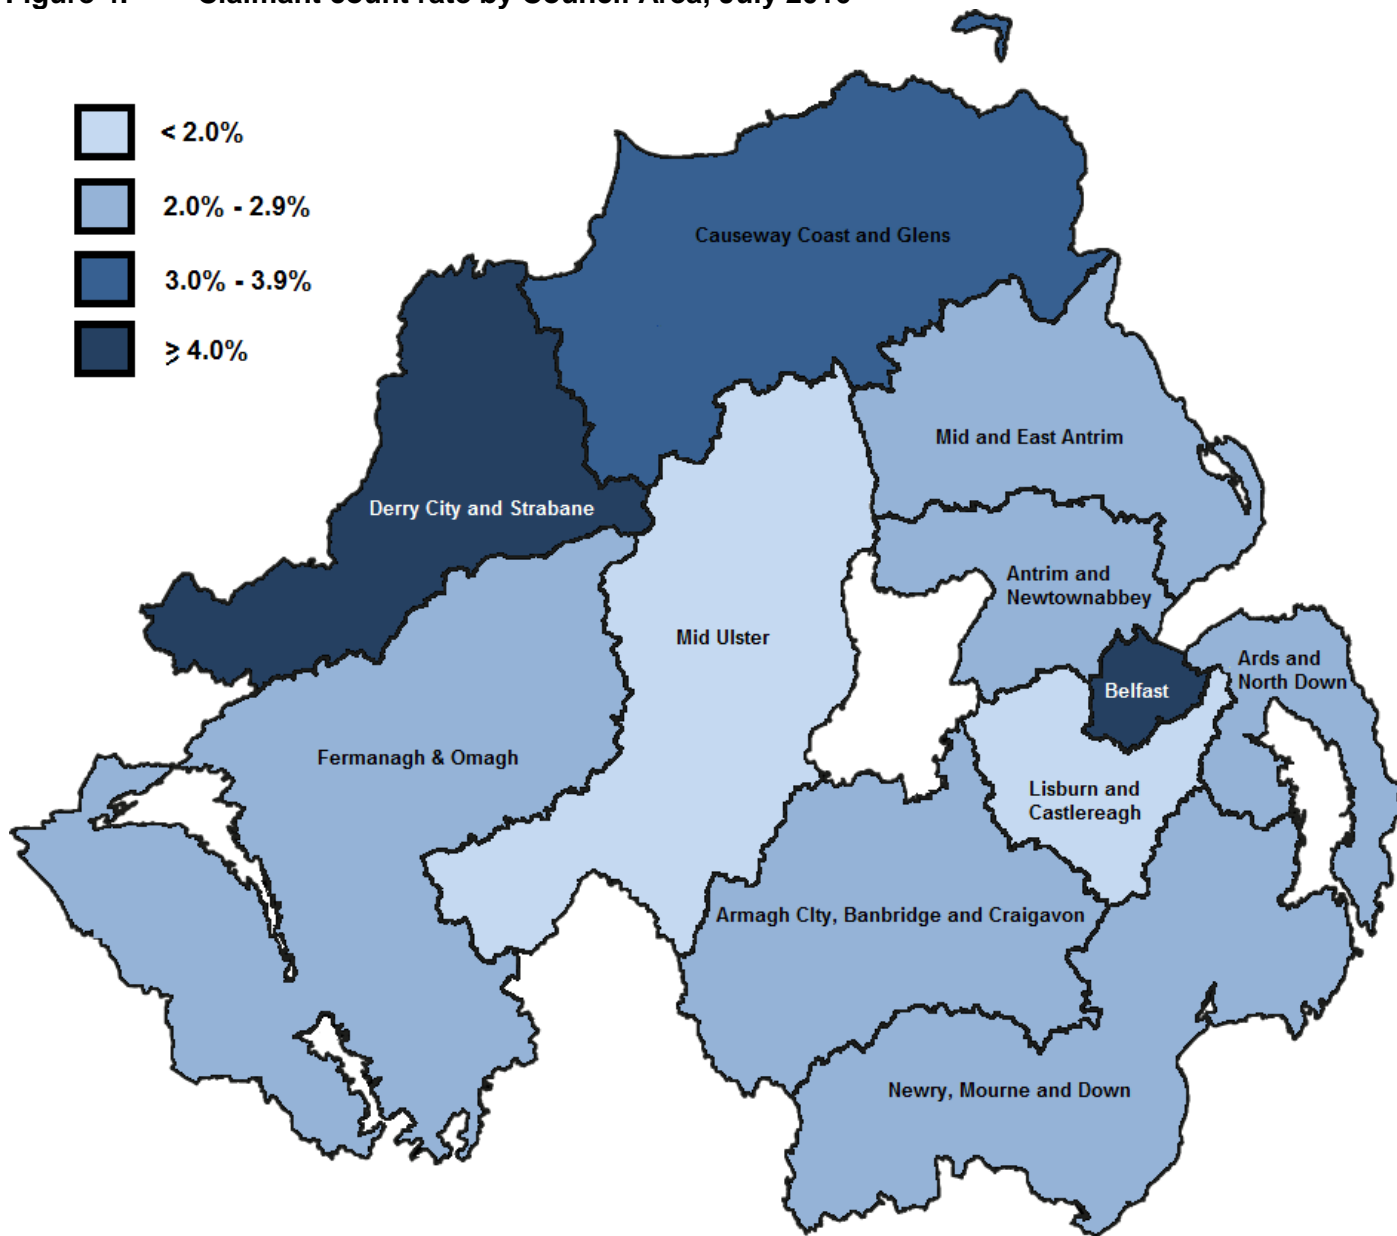 < 2.0%
2.0% - 2.9%
3.0% - 3.9%
≥ 4.0%
Causeway Coast and Glens
Mid and East Antrim
Derry City and Strabane
Antrim and
Newtownabbey
Mid Ulster
Ards and
North Down
Belfast
Fermanagh & Omagh
Lisburn and
Castlereagh
Armagh CIty, Banbridge and Craigavon
Newry, Mourne and Down